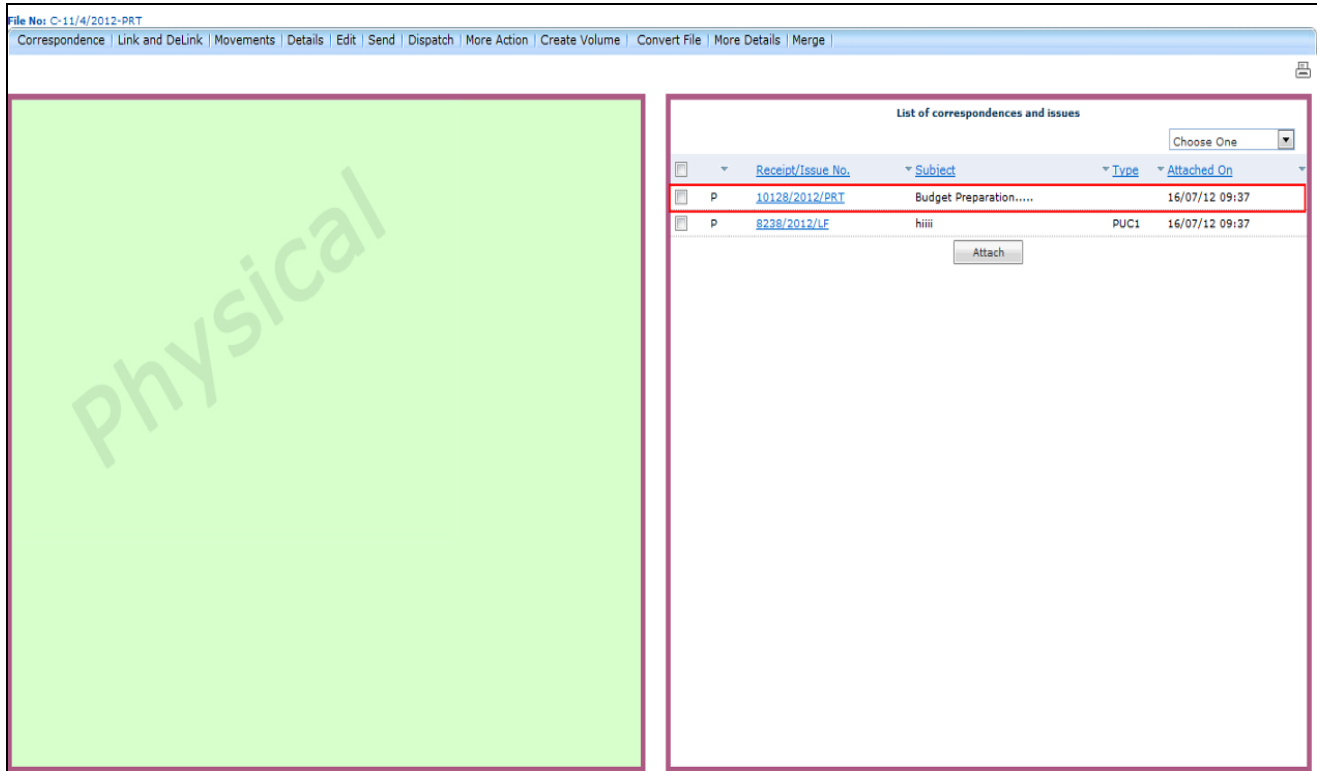 File No: C-11/4/2012-PRT
Correspondence | Link and DeLink | Movements | Details | Edit | Send | Dispatch | More Action | Create Volume | Convert File | More Details | Merge |
Physical
List of correspondences and issues
Choose One
Receipt/Issue No. Subject Type Attached On
P 10128/2012/PRT Budget Preparation..... 16/07/12 09:37
P 8238/2012/LF hiiii PUC1 16/07/12 09:37
Attach